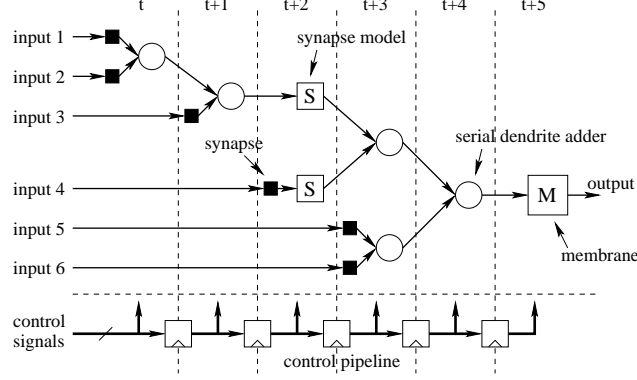 t t+1 t+2 t+3 t+4 t+5
input 1
synapse model
input 2
S
input 3
synapse
serial dendrite adder
input 4
S
M
output
input 5
membrane
input 6
control
signals
control pipeline